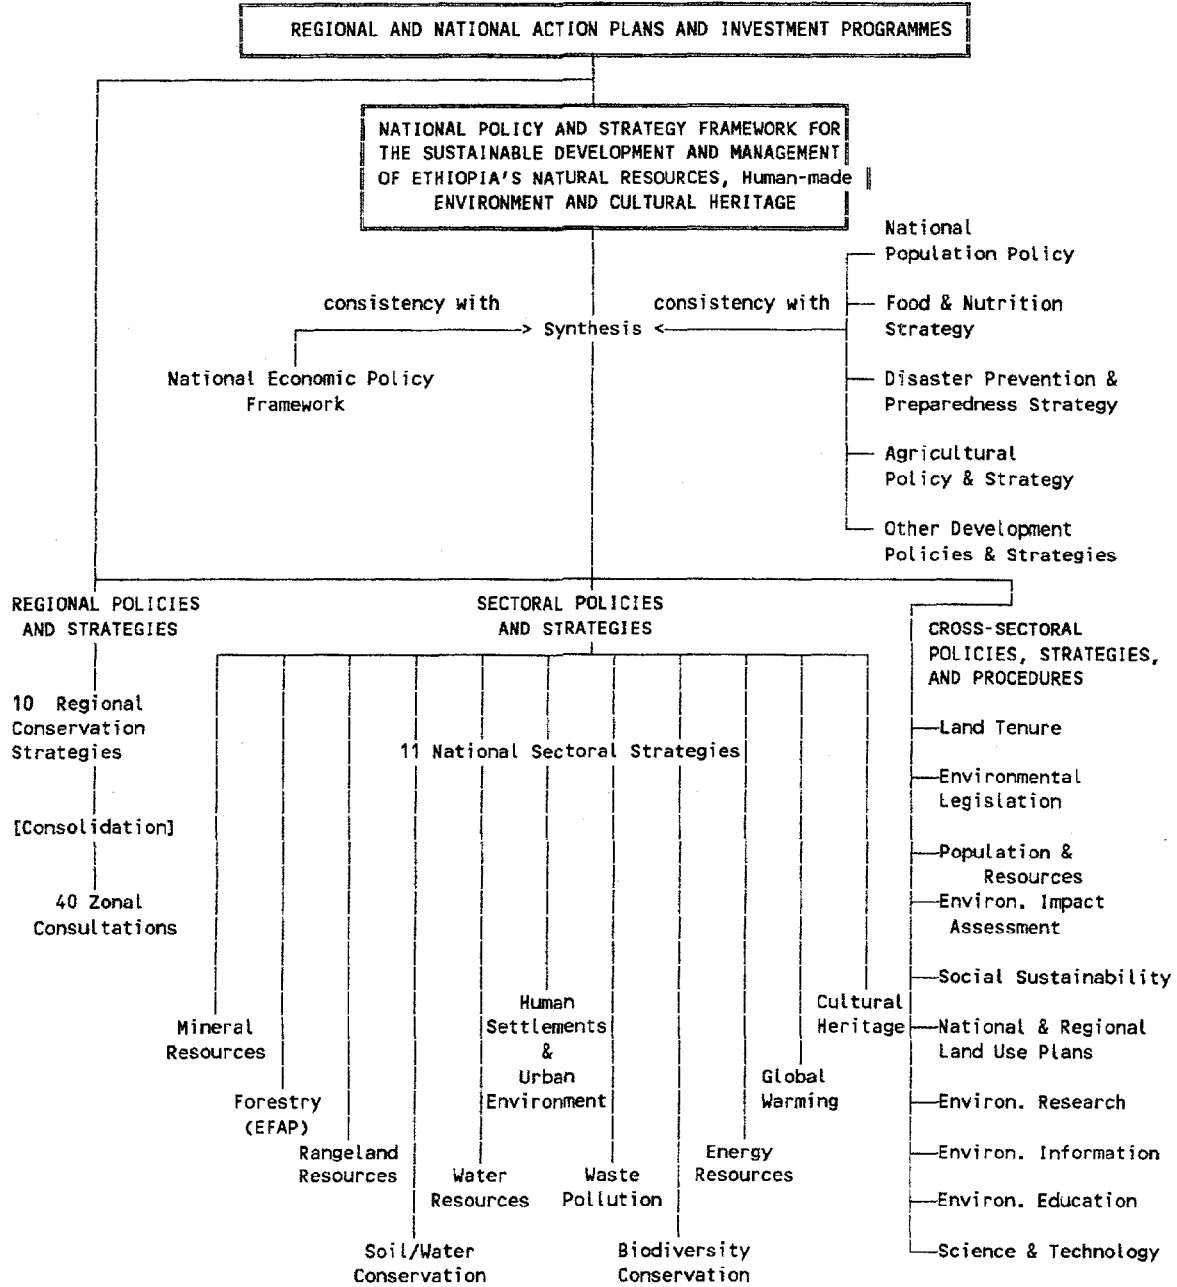 REGIONAL AND NATIONAL ACTION PLANS AND INVESTMENT PROGRAMMES
NATIONAL POLICY AND STRATEGY FRAMEWORK FOR
THE SUSTAINABLE DEVELOPMENT AND MANAGEMENT
OF ETHIOPIA'S NATURAL RESOURCES, Human-made
ENVIRONMENT AND CULTURAL HERITAGE
consistency with
> Synthesis <
consistency with
National Economic Policy
Framework
National
Population Policy
Food & Nutrition
Strategy
Disaster Prevention &
Preparedness Strategy
Agricultural
Policy & Strategy
Other Development
Policies & Strategies
REGIONAL POLICIES
AND STRATEGIES
10 Regional
Conservation
Strategies
[Consolidation]
40 Zonal
Consultations
SECTORAL POLICIES
AND STRATEGIES
11 National Sectoral Strategies
Mineral
Resources
Forestry
(EFAP)
Rangeland
Resources
Soil/Water
Conservation
Water
Resources
Human
Settlements
&
Urban
Environment
Waste
Pollution
Biodiversity
Conservation
Energy
Resources
Global
Warming
Cultural
Heritage
CROSS-SECTORAL
POLICIES, STRATEGIES,
AND PROCEDURES
Land Tenure
Environmental
Legislation
Population &
Resources
Environ. Impact
Assessment
Social Sustainability
National & Regional
Land Use Plans
Environ. Research
Environ. Information
Environ. Education
Science & Technology